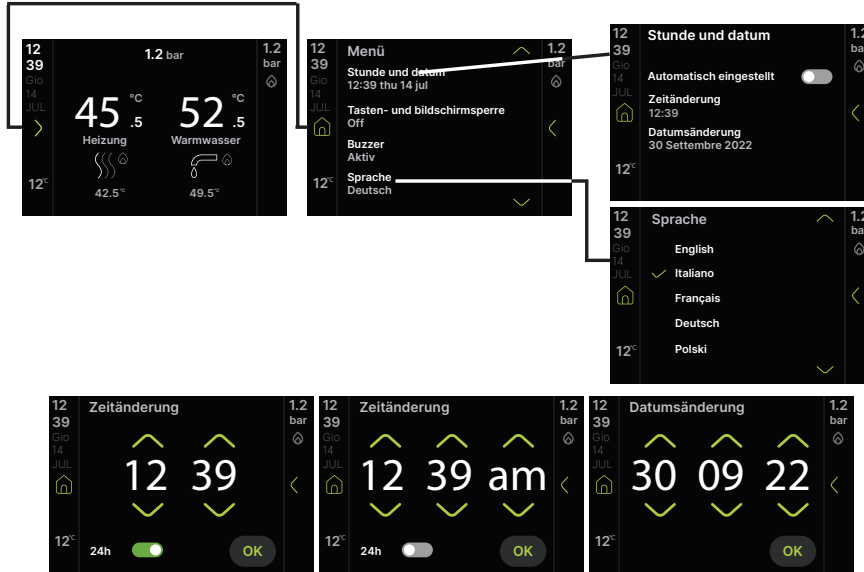 12
39
Gio
14
JUL
12°C
1.2 bar
45 °C .5
52 °C .5
Heizung
Warmwasser
42.5°C
49.5°C
1.2
bar
12
39
Gio
14
JUL
12°C
Menü
Stunde und datum
12:39 thu 14 jul
Tasten- und bildschirmsperre
Off
Buzzer
Aktiv
Sprache
Deutsch
1.2
bar
12
39
Gio
14
JUL
12°C
Stunde und datum
Automatisch eingestellt
Zeitänderung
12:39
Datumsänderung
30 Settembre 2022
1.2
ba
12
39
Gio
14
JUL
12°C
Sprache
English
Italiano
Français
Deutsch
Polski
1.2
ba
12
39
Gio
14
JUL
12°C
Zeitänderung
12 39
24h
OK
1.2
bar
12
39
Gio
14
JUL
12°C
Zeitänderung
12 39 am
24h
OK
1.2
bar
12
39
Gio
14
JUL
12°C
Datumsänderung
30 09 22
OK
1.2
bar